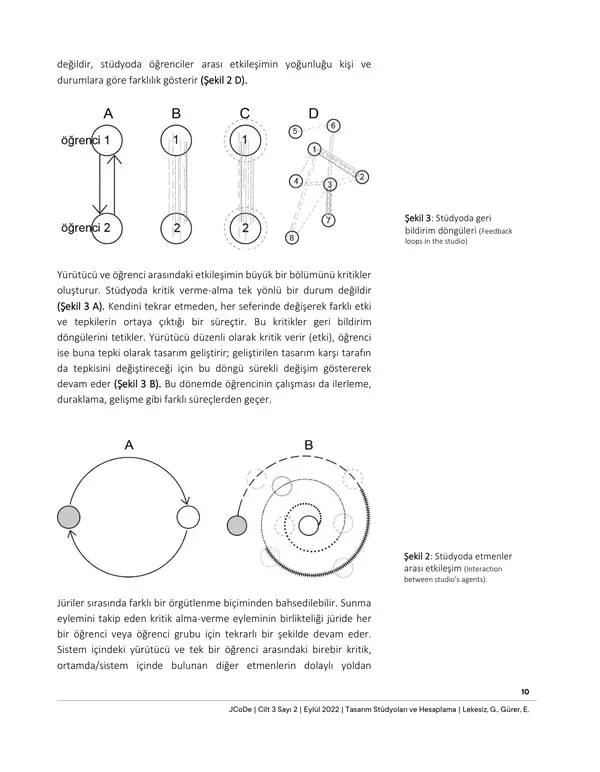 değildir, stüdyoda öğrenciler arası etkileşimin yoğunluğu kişi ve
durumlara göre farklılık gösterir (Şekil 2 D).
A B C D
öğrenci 1 1 1
öğrenci 2 2 2
5 6
1
4 3 2
7
8
Şekil 3: Stüdyoda geri
bildirim döngüleri (Feedback
loops in the studio)
Yürütücü ve öğrenci arasındaki etkileşimin büyük bir bölümünü kritikler
oluşturur. Stüdyoda kritik verme-alma tek yönlü bir durum değildir
(Şekil 3 A). Kendini tekrar etmeden, her seferinde değişerek farklı etki
ve tepkilerin ortaya çıktığı bir süreçtir. Bu kritikler geri bildirim
döngülerini tetikler. Yürütücü düzenli olarak kritik verir (etki), öğrenci
ise buna tepki olarak tasarım geliştirir; geliştirilen tasarım karşı tarafın
da tepkisini değiştireceği için bu döngü sürekli değişim göstererek
devam eder (Şekil 3 B). Bu dönemde öğrencinin çalışması da ilerleme,
duraklama, gelişme gibi farklı süreçlerden geçer.
A B
Şekil 2: Stüdyoda etmenler
arası etkileşim (Interaction
between studio's agents).
Jüriler sırasında farklı bir örgütlenme biçiminden bahsedilebilir. Sunma
eylemini takip eden kritik alma-verme eyleminin birlikteliği jüride her
bir öğrenci veya öğrenci grubu için tekrarlı bir şekilde devam eder.
Sistem içindeki yürütücü ve tek bir öğrenci arasındaki birebir kritik,
ortamda/sistem içinde bulunan diğer etmenlerin dolaylı yoldan
10
JCoDe | Cilt 3 Sayı 2 | Eylül 2022 | Tasarım Stüdyoları ve Hesaplama | Lekesiz, G., Gürer, E.